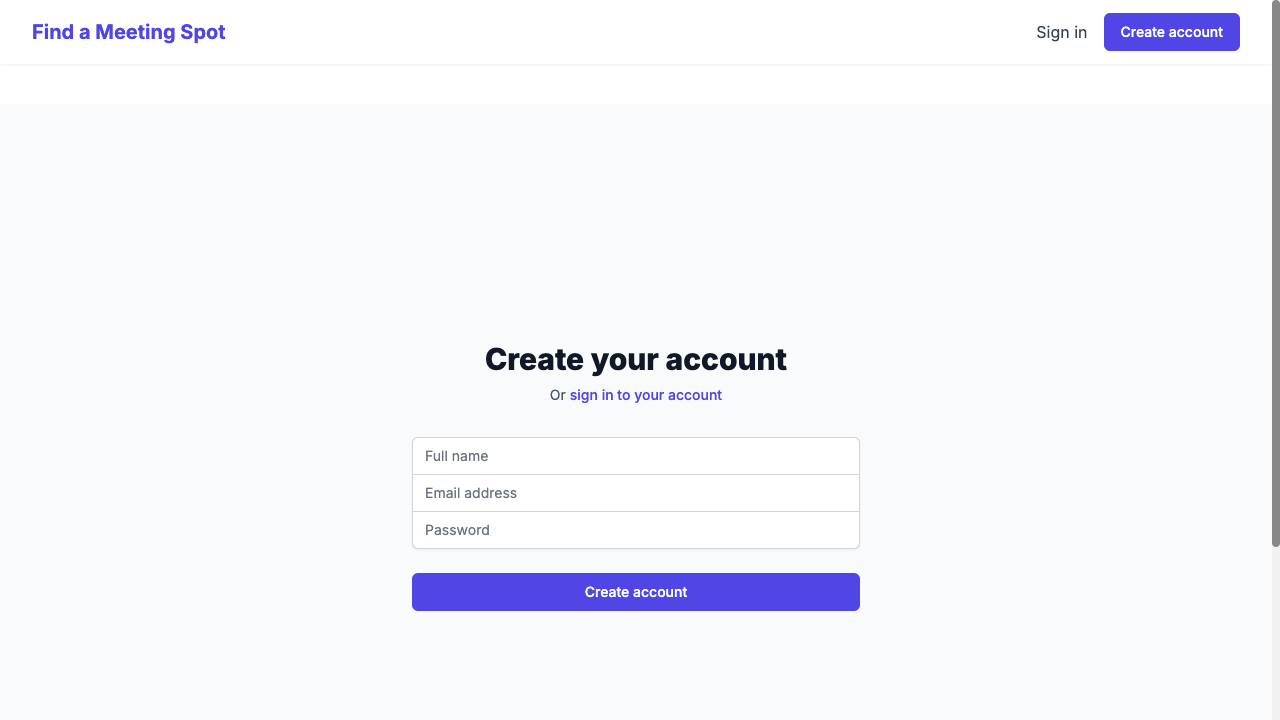 Find a Meeting Spot
Sign in
Create account
Create your account
Or sign in to your account
Full name
Email address
Password
Create account